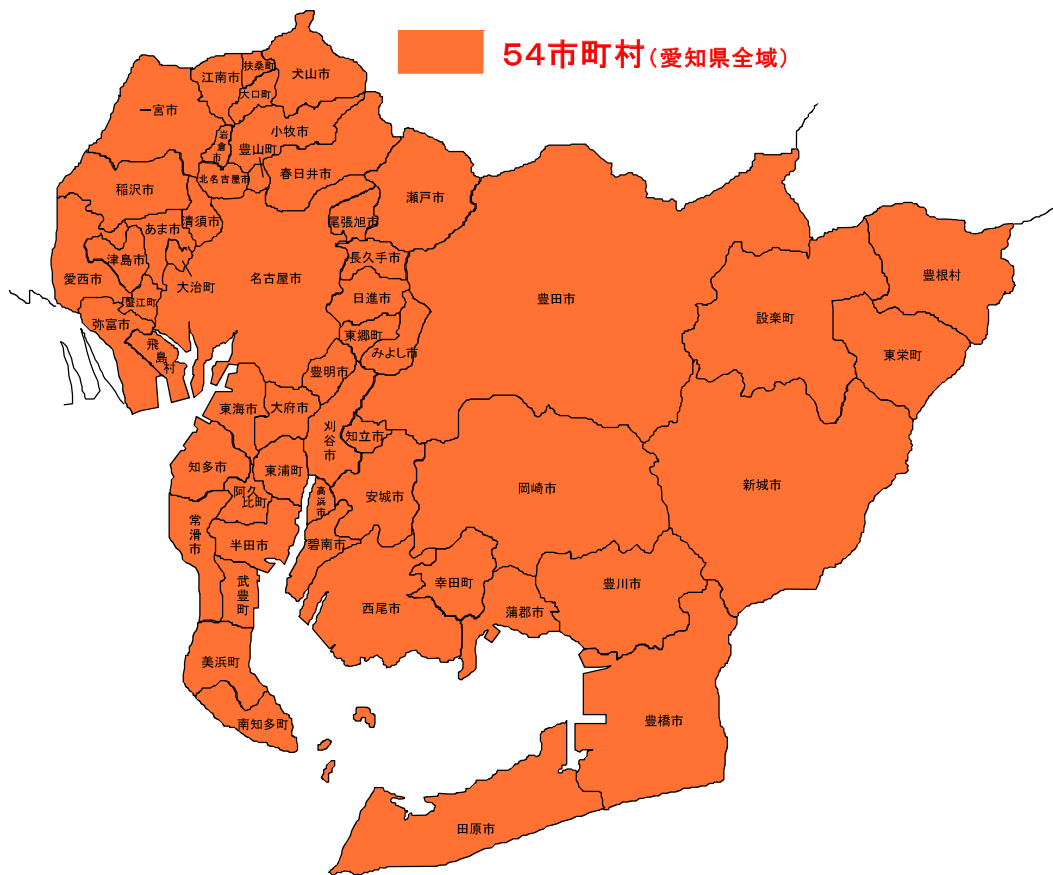 54市町村(愛知県全域)
扶桑町
犬山市
江南市
大口町
一宮市
岩倉市
小牧市
豊山町
北名古屋市
春日井市
稲沢市
瀬戸市
清須市
尾張旭市
あま市
津島市
長久手市
愛西市
大治町
名古屋市
豊田市
豊根村
蟹江町
日進市
設楽町
弥富市
東郷町
みよし市
東栄町
飛島村
豊明市
東海市
大府市
刈谷市
知立市
知多市
東浦町
安城市
岡崎市
新城市
阿久比町
高浜市
常滑市
半田市
碧南市
武豊町
西尾市
幸田町
豊川市
蒲郡市
美浜町
南知多町
豊橋市
田原市